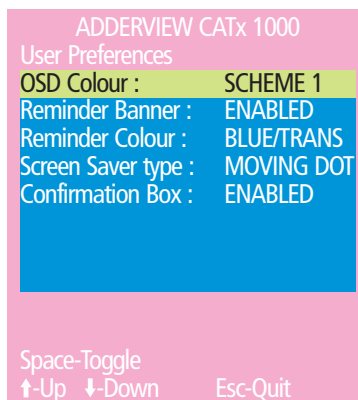 ADDERVIEW CATx 1000
User Preferences
OSD Colour : SCHEME 1
Reminder Banner : ENABLED
Reminder Colour : BLUE/TRANS
Screen Saver type : MOVING DOT
Confirmation Box : ENABLED
Space-Toggle
↑-Up ↓-Down Esc-Quit